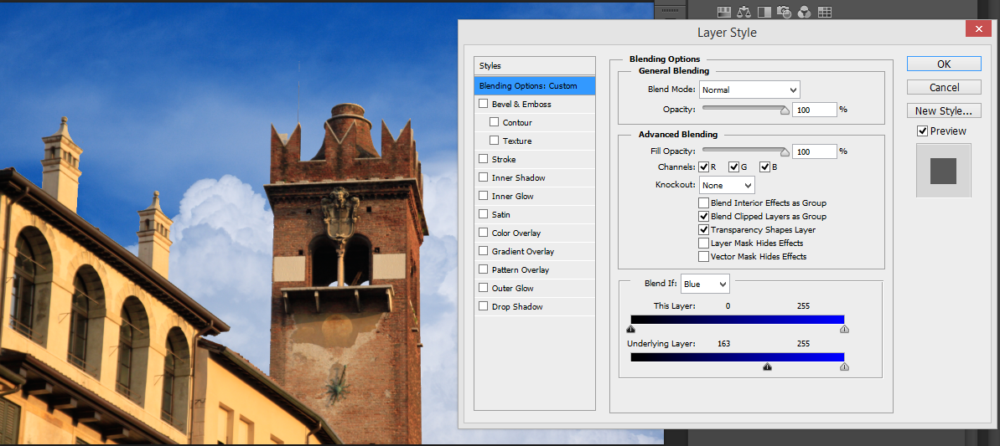 Layer Style
Styles
Blending Options: Custom
Bevel & Emboss
Contour
Texture
Stroke
Inner Shadow
Inner Glow
Satin
Color Overlay
Gradient Overlay
Pattern Overlay
Outer Glow
Drop Shadow
Blending Options
General Blending
Blend Mode: Normal
Opacity: 100 %
Advanced Blending
Fill Opacity: 100 %
Channels: R G B
Knockout: None
Blend Interior Effects as Group
Blend Clipped Layers as Group
Transparency Shapes Layer
Layer Mask Hides Effects
Vector Mask Hides Effects
Blend If: Blue
This Layer: 0 255
Underlying Layer: 163 255
OK
Cancel
New Style...
Preview